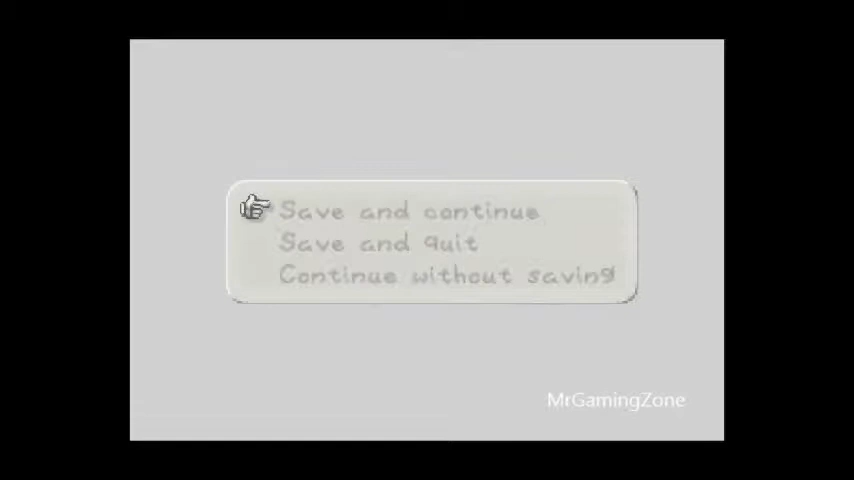 Save and continue
Save and quit
Continue without saving
MrGamingZone